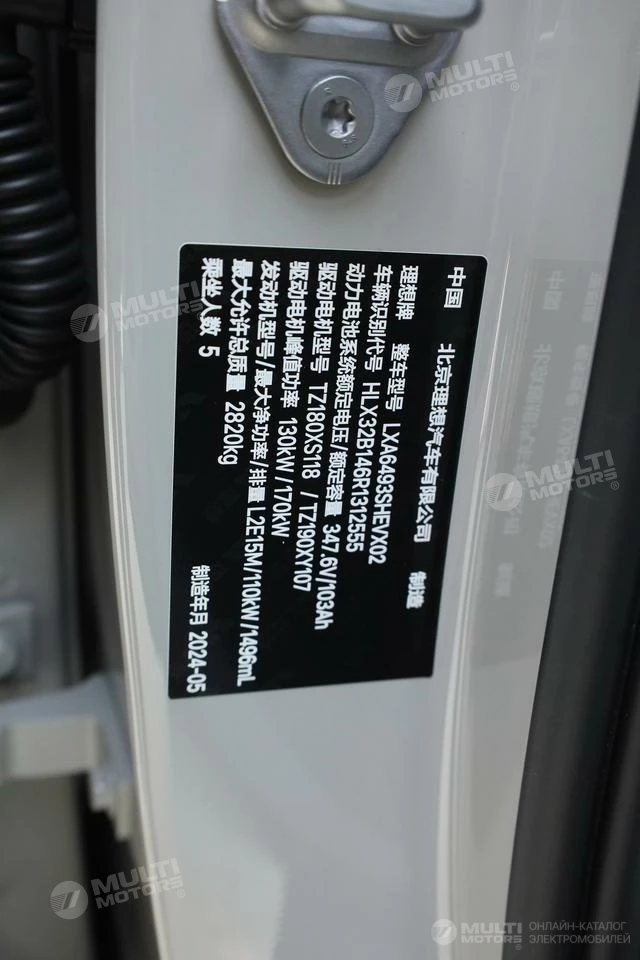 中国 北京理想汽车有限公司 制造
理想牌 整车型号 LXA6493SHEVX02
车辆识别代号 HLX32B146R1312555
动力电池系统额定电压/额定容量 347.6V/103Ah
驱动电机型号 TZ180XS118 / TZ190XY107
驱动电机峰值功率 130kW / 170kW
发动机型号/最大净功率/排量 L2E15M/110kW/1496mL
最大允许总质量 2820kg
乘坐人数 5 制造年月 2024-05
MULTI
MOTORS
MULTI
MOTORS
MULTI
MOTORS
MULTI
MOTORS
MULTI
MOTORS
ОНЛАЙН-КАТАЛОГ
ЭЛЕКТРОМОБИЛЕЙ